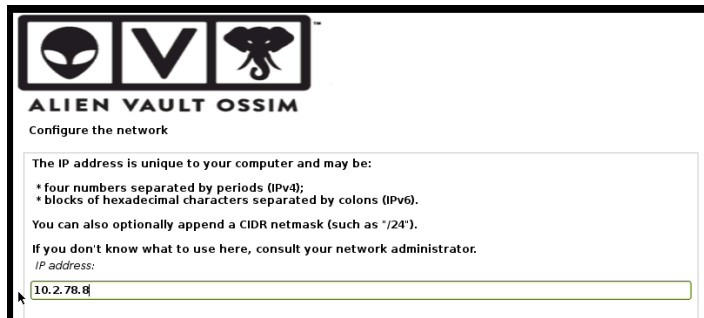 ™
ALIEN VAULT OSSIM
Configure the network
The IP address is unique to your computer and may be:
* four numbers separated by periods (IPv4);
* blocks of hexadecimal characters separated by colons (IPv6).
You can also optionally append a CIDR netmask (such as "/24").
If you don't know what to use here, consult your network administrator.
IP address:
10.2.78.8